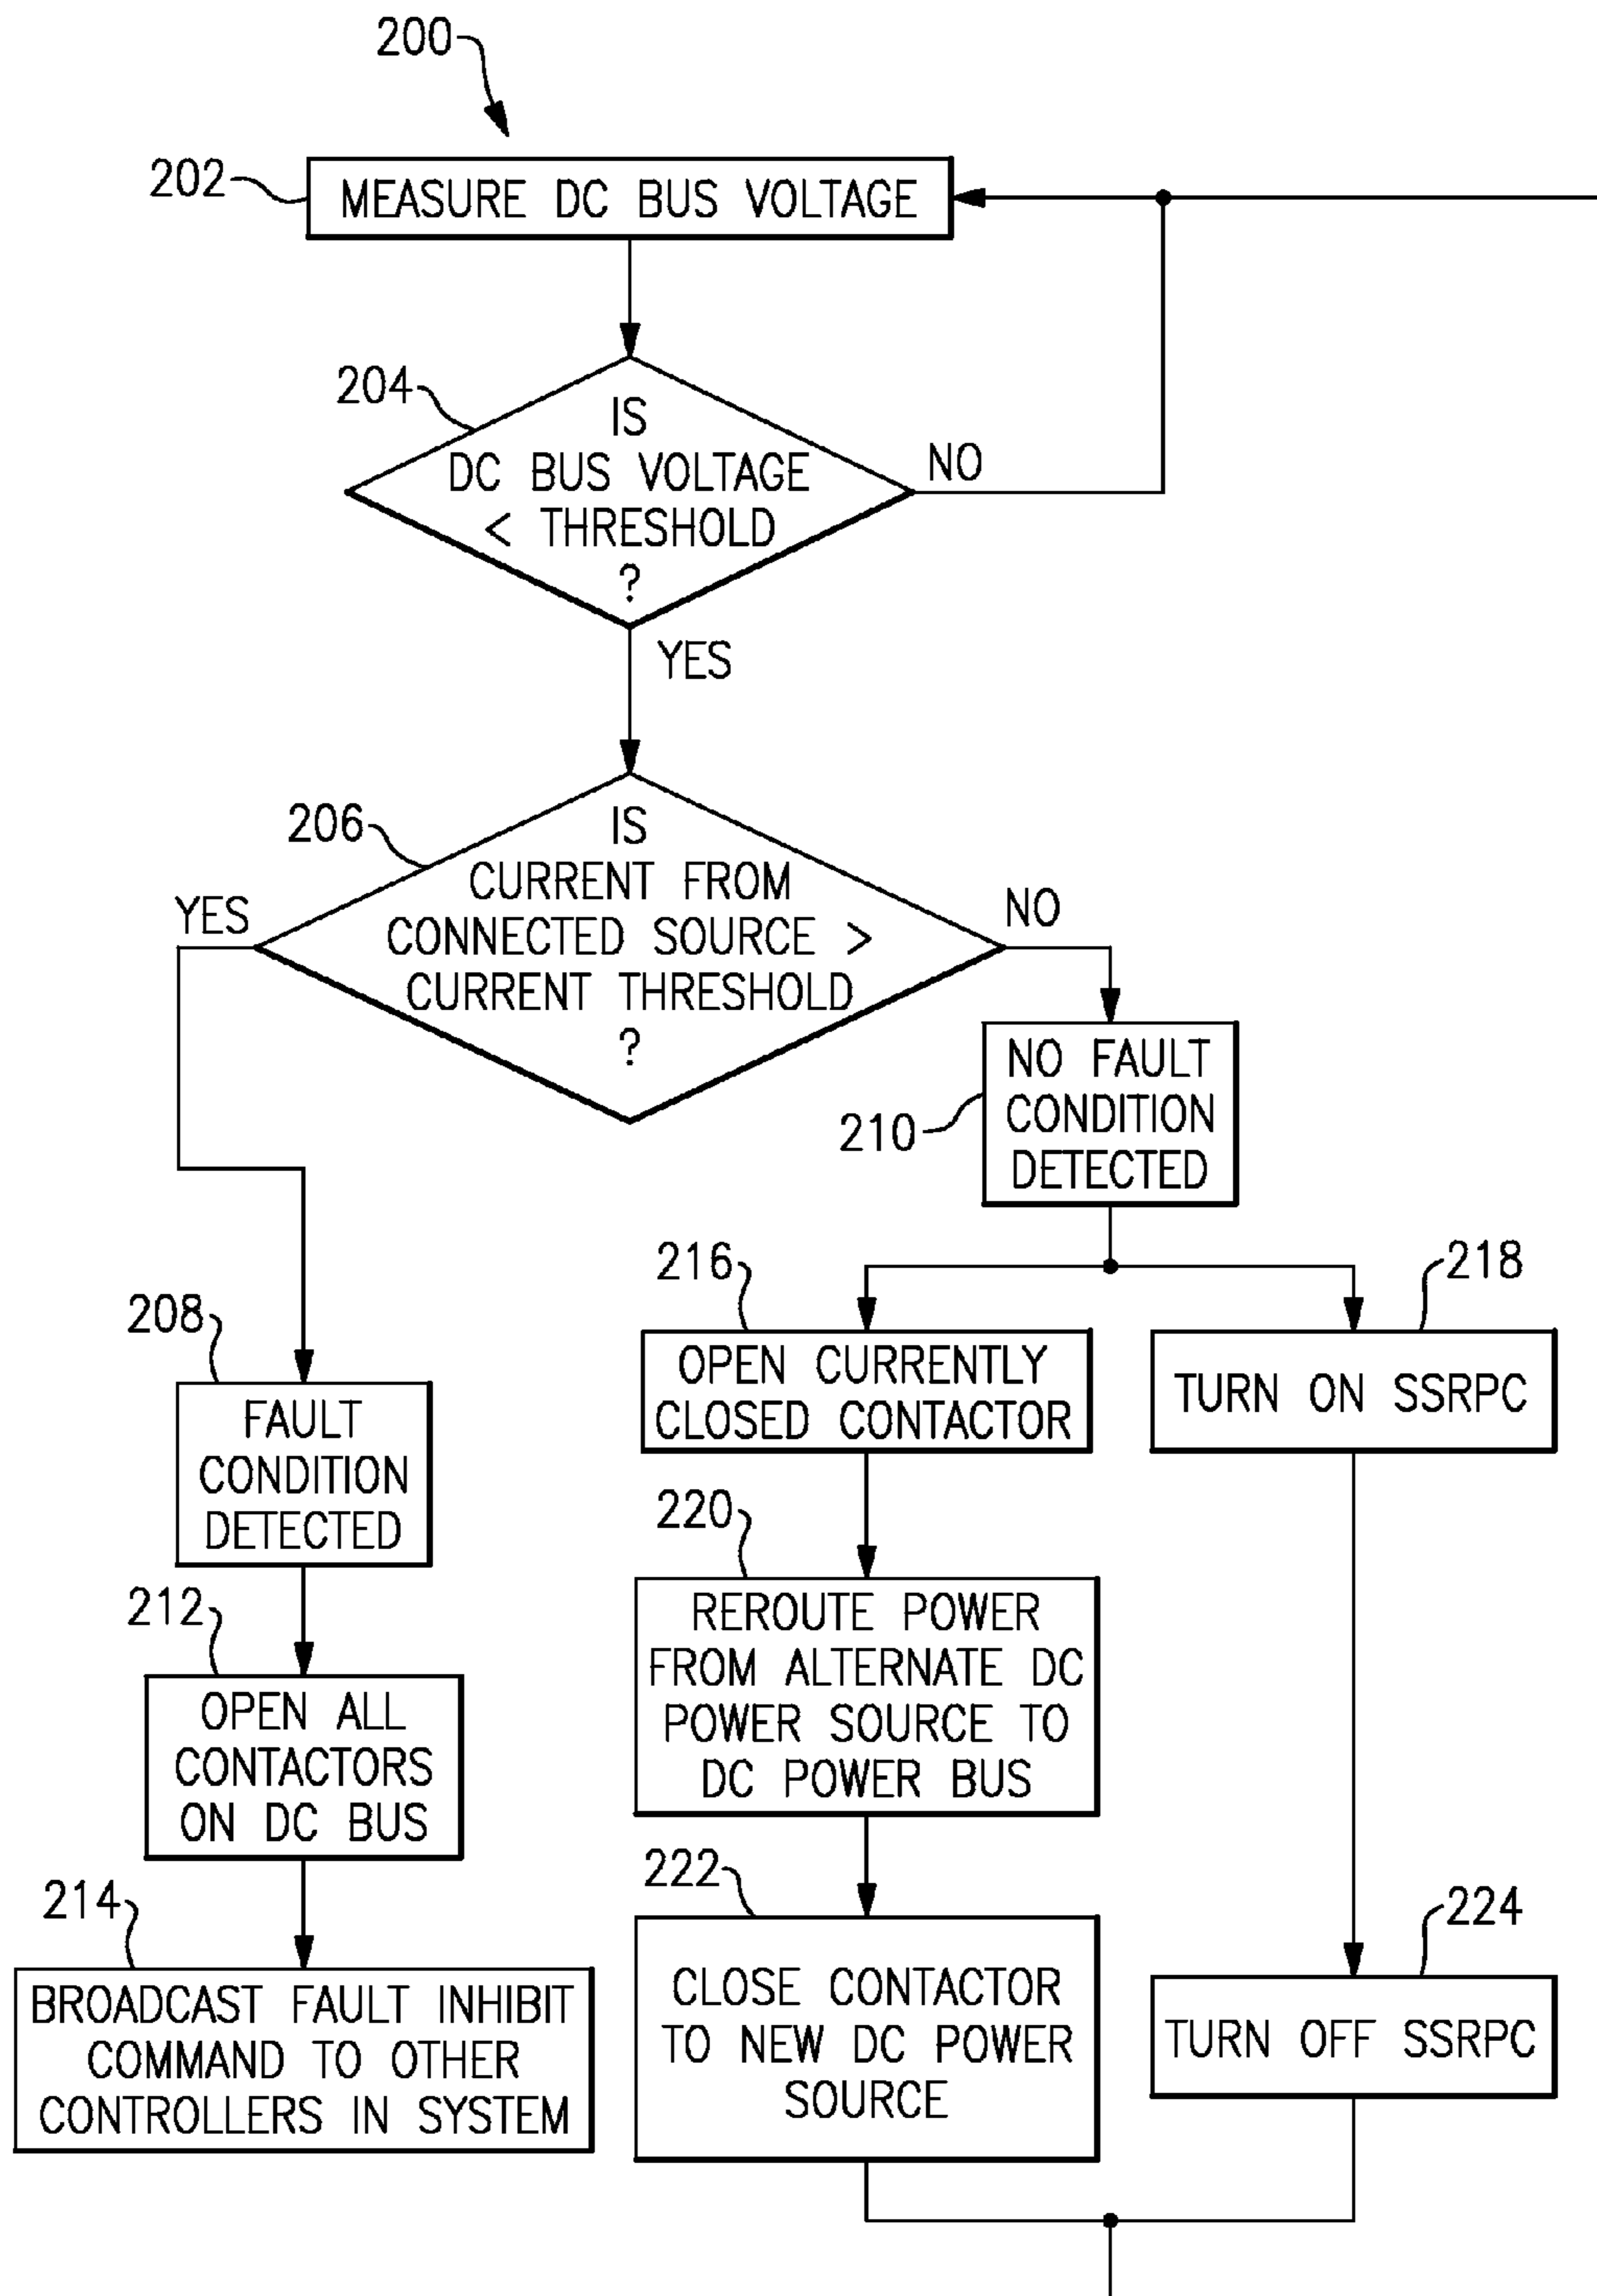 200
202
MEASURE DC BUS VOLTAGE
204
IS
DC BUS VOLTAGE
< THRESHOLD
?
NO
YES
206
IS
CURRENT FROM
CONNECTED SOURCE >
CURRENT THRESHOLD
?
YES
NO
NO FAULT
CONDITION
DETECTED
210
216
218
208
OPEN CURRENTLY
CLOSED CONTACTOR
TURN ON SSRPC
FAULT
CONDITION
DETECTED
220
212
REROUTE POWER
FROM ALTERNATE DC
POWER SOURCE TO
DC POWER BUS
OPEN ALL
CONTACTORS
ON DC BUS
222
214
224
BROADCAST FAULT INHIBIT
COMMAND TO OTHER
CONTROLLERS IN SYSTEM
CLOSE CONTACTOR
TO NEW DC POWER
SOURCE
TURN OFF SSRPC